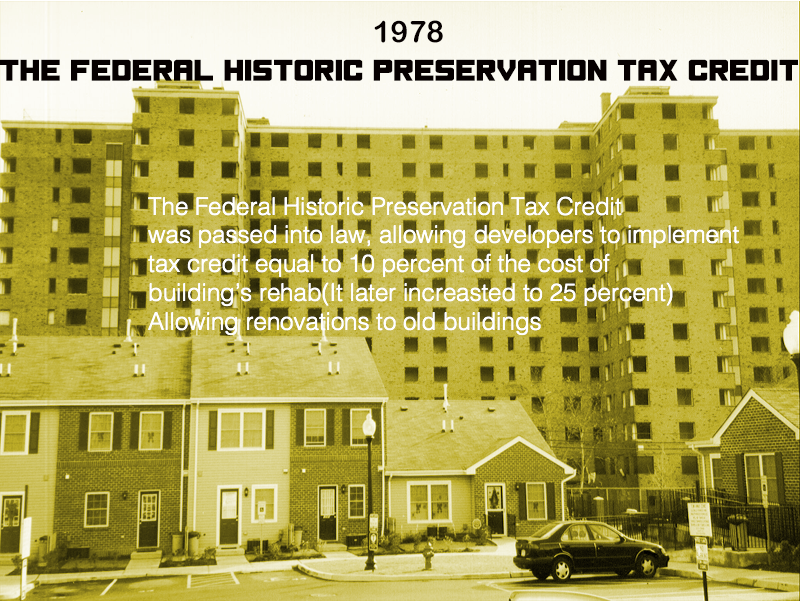 1978
THE FEDERAL HISTORIC PRESERVATION TAX CREDIT
The Federal Historic Preservation Tax Credit
was passed into law, allowing developers to implement
tax credit equal to 10 percent of the cost of
building's rehab(It later increasted to 25 percent)
Allowing renovations to old buildings